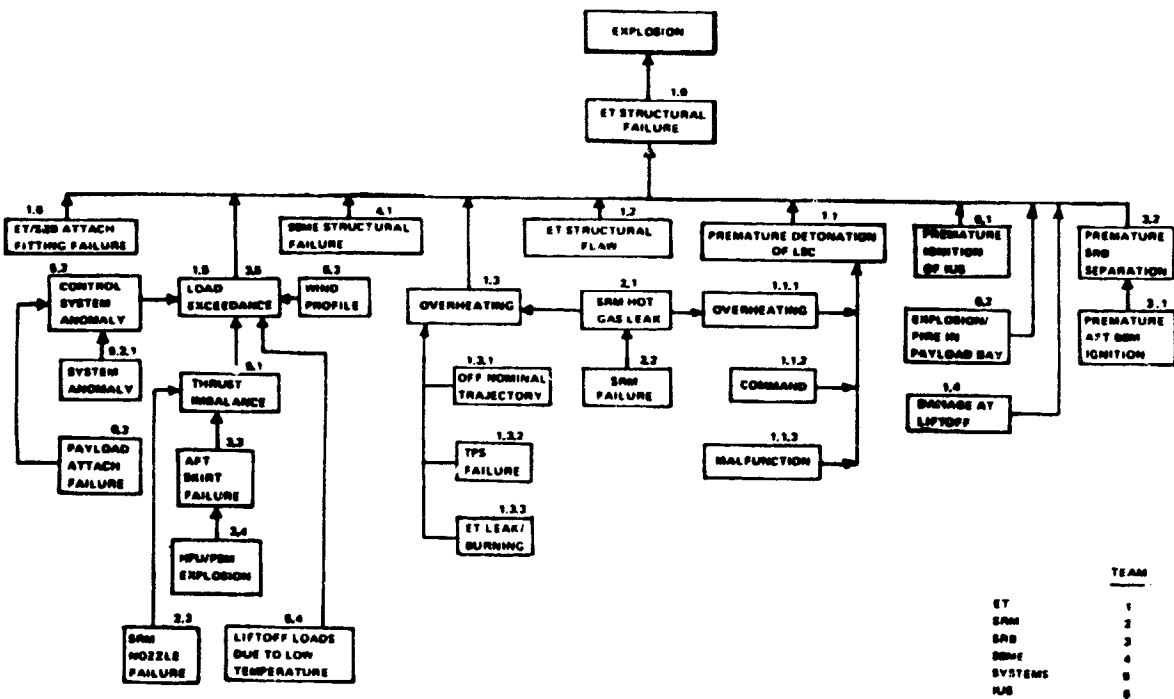 EXPLOSION
1.0
ET STRUCTURAL
FAILURE
1.6
ET/SRB ATTACH
FITTING FAILURE
4.1
SSME STRUCTURAL
FAILURE
1.2
ET STRUCTURAL
FLAW
1.1
PREMATURE DETONATION
OF LSC
6.1
PREMATURE
IGNITION
OF IUS
3.2
PREMATURE
SRB
SEPARATION
5.2
CONTROL
SYSTEM
ANOMALY
1.5
LOAD
EXCEEDANCE
5.3
WIND
PROFILE
1.3
OVERHEATING
2.1
SRM HOT
GAS LEAK
1.1.1
OVERHEATING
6.2
EXPLOSION/
FIRE IN
PAYLOAD BAY
3.1
PREMATURE
AFT BSM
IGNITION
5.2.1
SYSTEM
ANOMALY
5.1
THRUST
IMBALANCE
1.3.1
OFF NOMINAL
TRAJECTORY
2.2
SRM
FAILURE
1.1.2
COMMAND
1.4
DAMAGE AT
LIFTOFF
PAYLOAD
ATTACH
FAILURE
3.3
AFT
SKIRT
FAILURE
1.3.2
TPS
FAILURE
1.1.3
MALFUNCTION
3.4
HPU/FSM
EXPLOSION
1.3.3
ET LEAK/
BURNING
2.3
SRM
NOZZLE
FAILURE
5.4
LIFTOFF LOADS
DUE TO LOW
TEMPERATURE
TEAM
ET 1
SRM 2
SRB 3
SSME 4
SYSTEMS 5
IUS 6